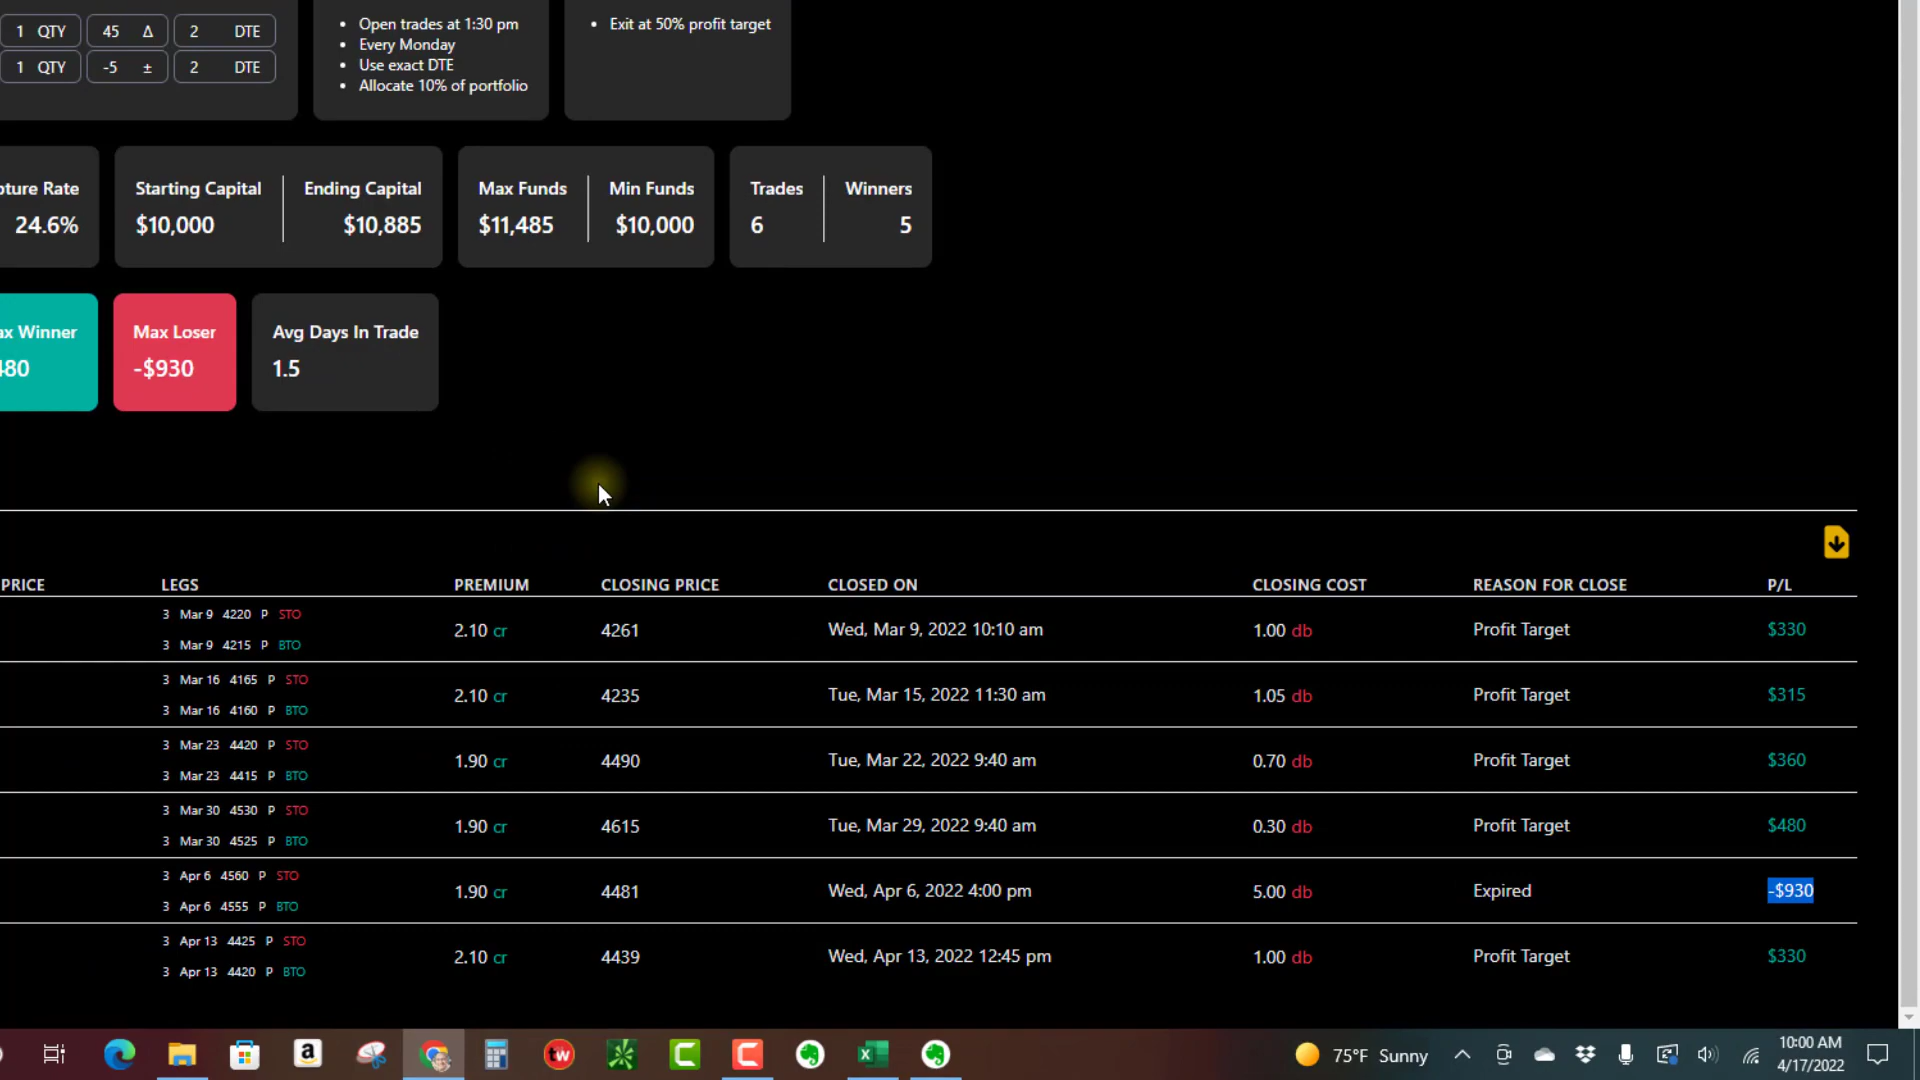 1 QTY 45 Δ 2 DTE
1 QTY -5 ± 2 DTE
• Open trades at 1:30 pm
• Every Monday
• Use exact DTE
• Allocate 10% of portfolio
• Exit at 50% profit target
pture Rate
24.6%
Starting Capital
$10,000
Ending Capital
$10,885
Max Funds
$11,485
Min Funds
$10,000
Trades
6
Winners
5
ax Winner
480
Max Loser
-$930
Avg Days In Trade
1.5
PRICE LEGS PREMIUM CLOSING PRICE CLOSED ON CLOSING COST REASON FOR CLOSE P/L
3 Mar 9 4220 P STO
3 Mar 9 4215 P BTO
2.10 cr 4261 Wed, Mar 9, 2022 10:10 am 1.00 db Profit Target $330
3 Mar 16 4165 P STO
3 Mar 16 4160 P BTO
2.10 cr 4235 Tue, Mar 15, 2022 11:30 am 1.05 db Profit Target $315
3 Mar 23 4420 P STO
3 Mar 23 4415 P BTO
1.90 cr 4490 Tue, Mar 22, 2022 9:40 am 0.70 db Profit Target $360
3 Mar 30 4530 P STO
3 Mar 30 4525 P BTO
1.90 cr 4615 Tue, Mar 29, 2022 9:40 am 0.30 db Profit Target $480
3 Apr 6 4560 P STO
3 Apr 6 4555 P BTO
1.90 cr 4481 Wed, Apr 6, 2022 4:00 pm 5.00 db Expired -$930
3 Apr 13 4425 P STO
3 Apr 13 4420 P BTO
2.10 cr 4439 Wed, Apr 13, 2022 12:45 pm 1.00 db Profit Target $330
a
tw
75°F Sunny
10:00 AM
4/17/2022